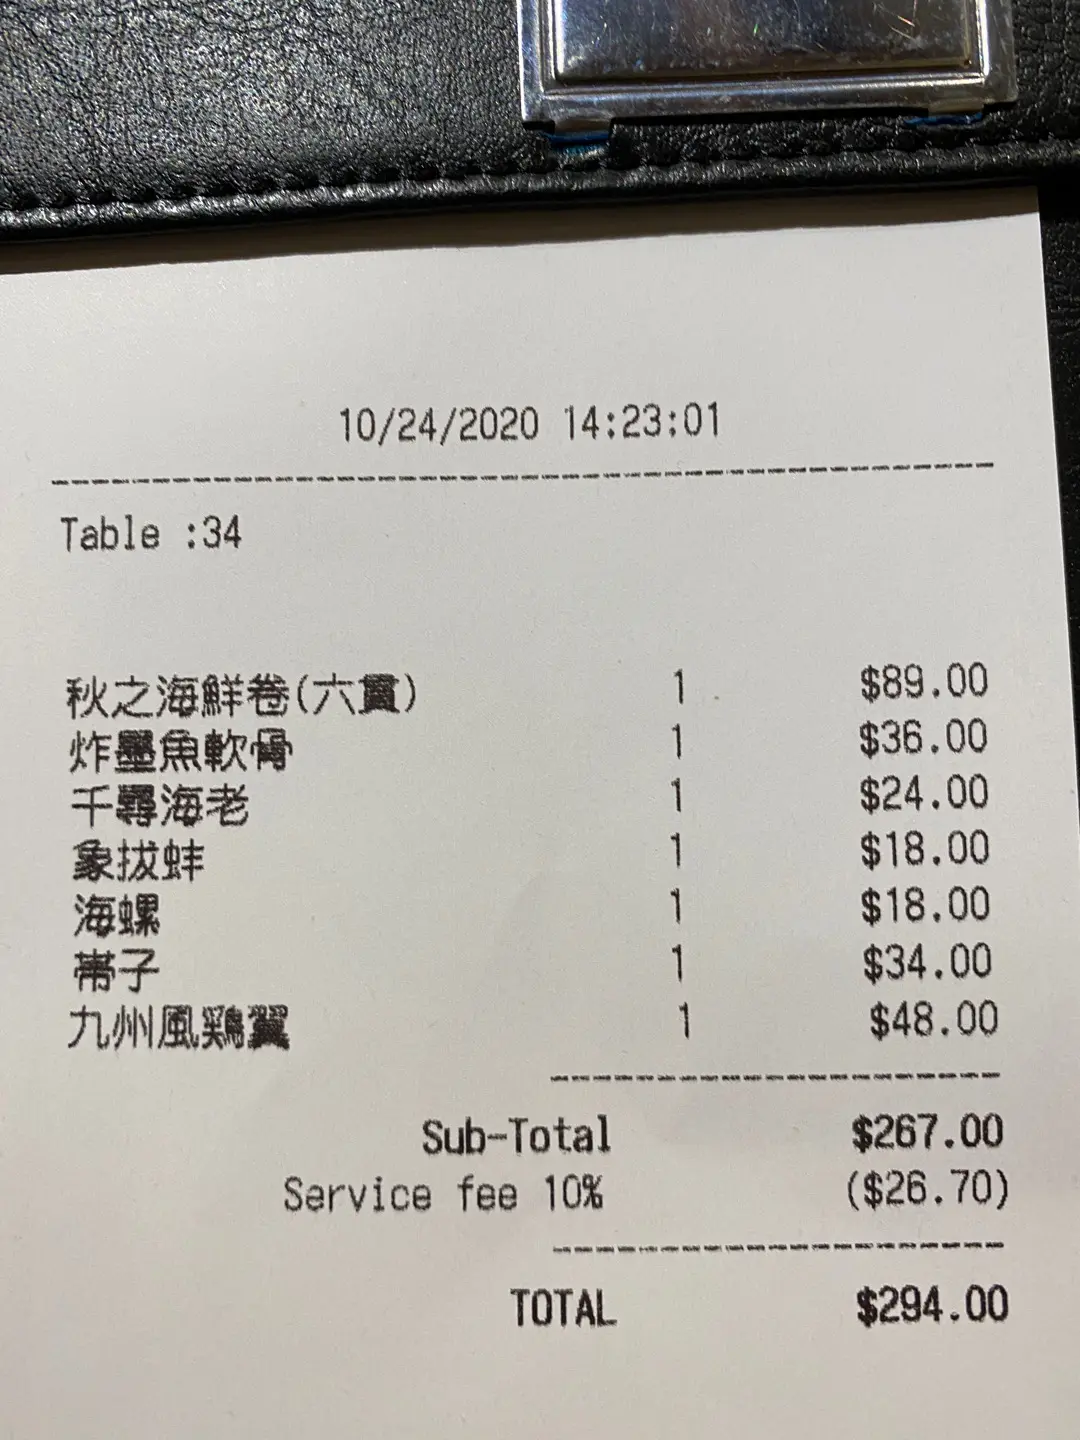 10/24/2020 14:23:01
Table :34
秋之海鮮卷(六貫) 1 $89.00
炸墨魚軟骨 1 $36.00
千尋海老 1 $24.00
象拔蚌 1 $18.00
海螺 1 $18.00
帯子 1 $34.00
九州風鶏翼 1 $48.00
Sub-Total $267.00
Service fee 10% ($26.70)
TOTAL $294.00